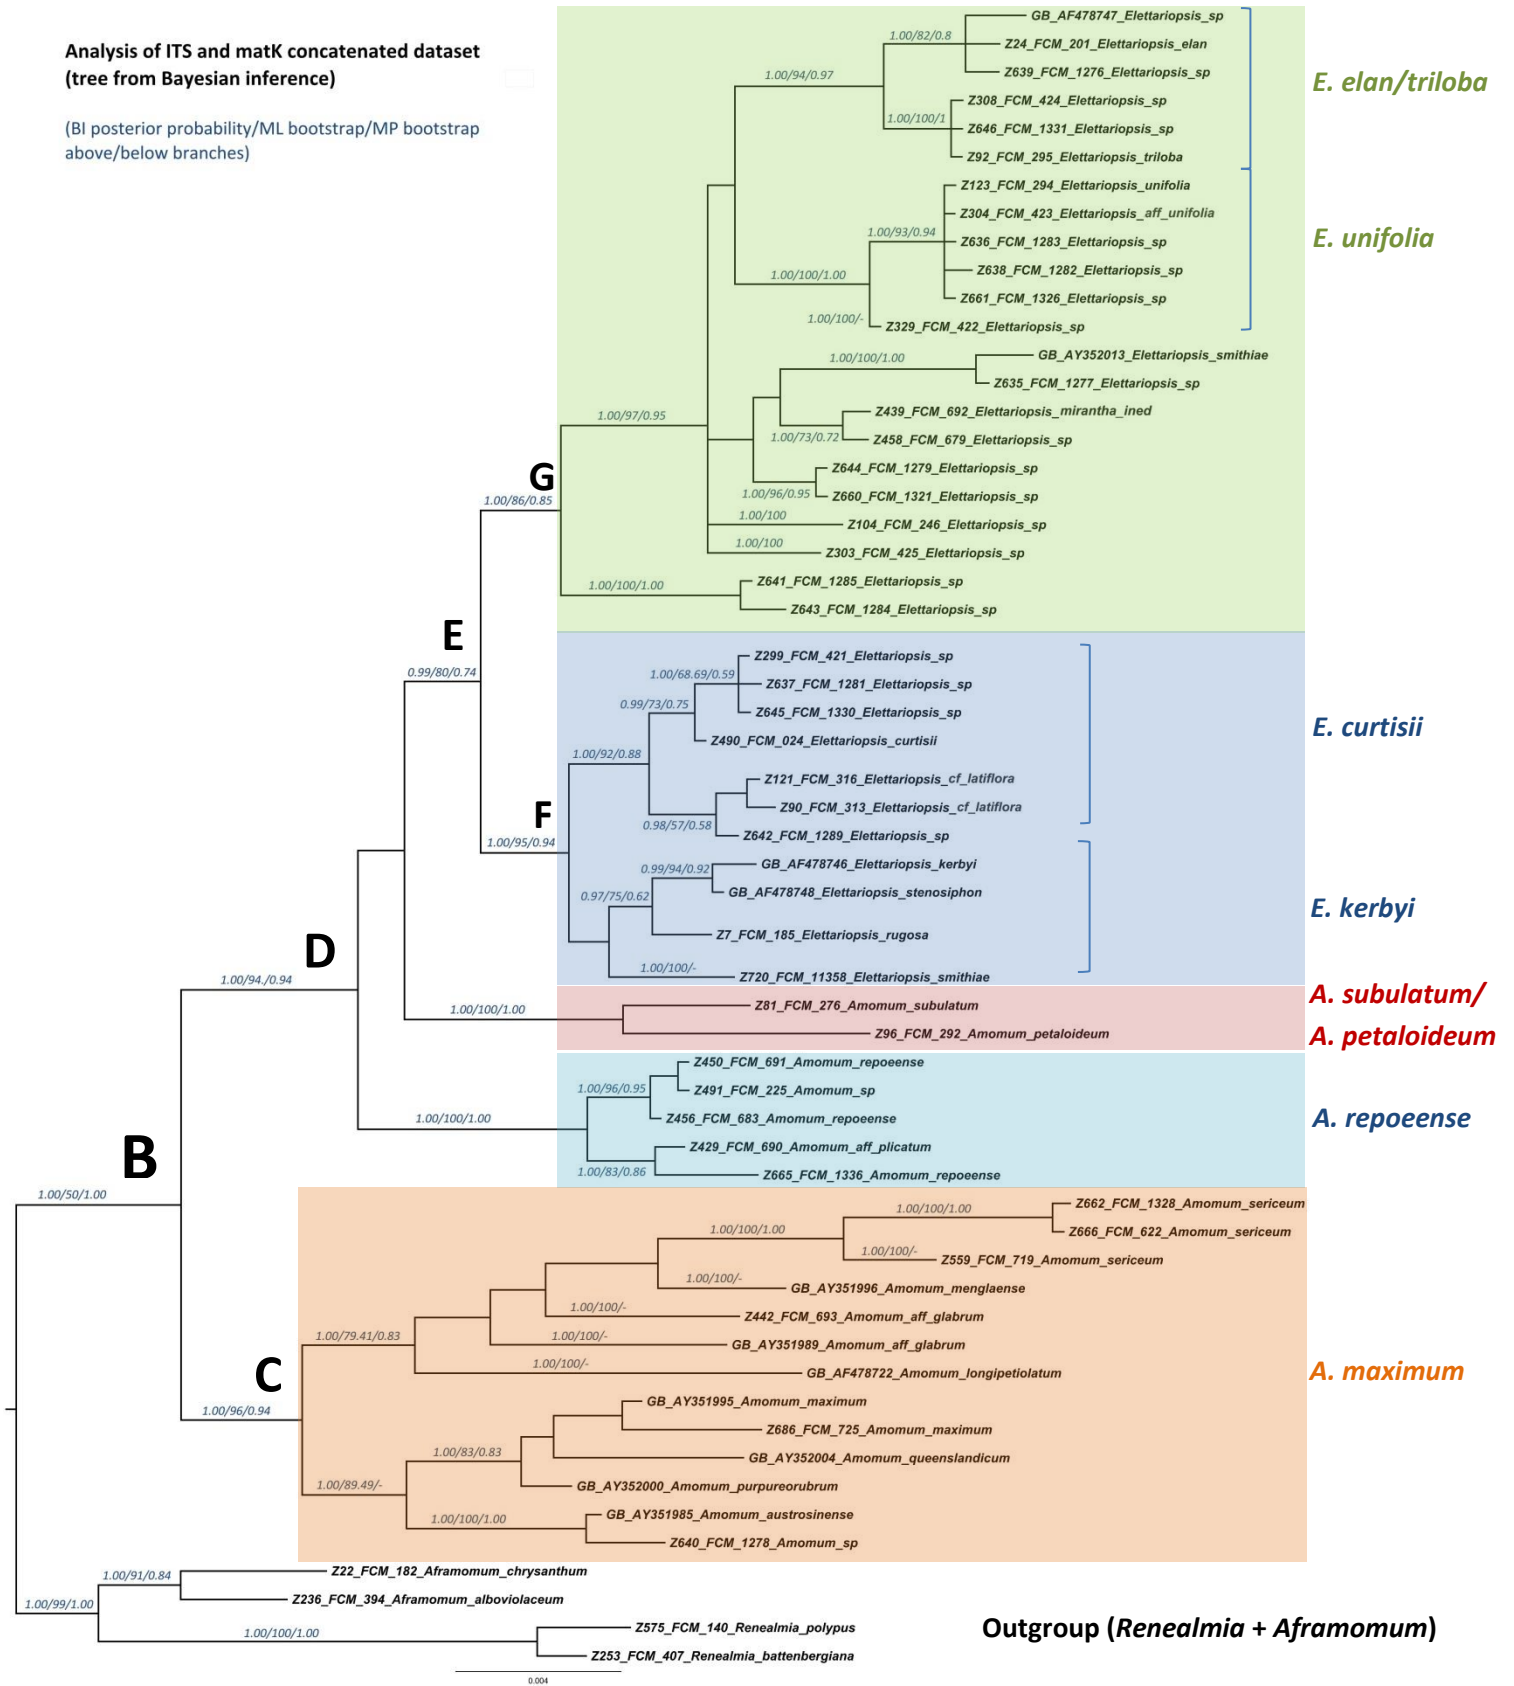 Analysis of ITS and matK concatenated dataset
(tree from Bayesian inference)
(BI posterior probability/ML bootstrap/MP bootstrap
above/below branches)
GB_AF478747_Elettariopsis_sp
1.00/82/0.8
Z24_FCM_201_Elettariopsis_elan
Z639_FCM_1276_Elettariopsis_sp
1.00/94/0.97
E. elan/triloba
Z308_FCM_424_Elettariopsis_sp
1.00/100/1
Z646_FCM_1331_Elettariopsis_sp
Z92_FCM_295_Elettariopsis_triloba
Z123_FCM_294_Elettariopsis_unifolia
Z304_FCM_423_Elettariopsis_aff_unifolia
1.00/93/0.94
Z636_FCM_1283_Elettariopsis_sp
E. unifolia
Z638_FCM_1282_Elettariopsis_sp
1.00/100/1.00
Z661_FCM_1326_Elettariopsis_sp
1.00/100/-
Z329_FCM_422_Elettariopsis_sp
1.00/100/1.00
GB_AY352013_Elettariopsis_smithiae
Z635_FCM_1277_Elettariopsis_sp
1.00/97/0.95
Z439_FCM_692_Elettariopsis_mirantha_ined
1.00/73/0.72
Z458_FCM_679_Elettariopsis_sp
Z644_FCM_1279_Elettariopsis_sp
1.00/96/0.95
Z660_FCM_1321_Elettariopsis_sp
G
1.00/86/0.85
1.00/100
Z104_FCM_246_Elettariopsis_sp
1.00/100
Z303_FCM_425_Elettariopsis_sp
1.00/100/1.00
Z641_FCM_1285_Elettariopsis_sp
Z643_FCM_1284_Elettariopsis_sp
E
0.99/80/0.74
Z299_FCM_421_Elettariopsis_sp
1.00/68.69/0.59
Z637_FCM_1281_Elettariopsis_sp
0.99/73/0.75
Z645_FCM_1330_Elettariopsis_sp
E. curtisii
Z490_FCM_024_Elettariopsis_curtisii
1.00/92/0.88
Z121_FCM_316_Elettariopsis_cf_latiflora
Z90_FCM_313_Elettariopsis_cf_latiflora
0.98/57/0.58
Z642_FCM_1289_Elettariopsis_sp
F
1.00/95/0.94
GB_AF478746_Elettariopsis_kerbyi
0.99/94/0.92
GB_AF478748_Elettariopsis_stenosiphon
0.97/75/0.62
E. kerbyi
Z7_FCM_185_Elettariopsis_rugosa
1.00/100/-
Z720_FCM_11358_Elettariopsis_smithiae
D
1.00/94./0.94
A. subulatum/
A. petaloideum
1.00/100/1.00
Z81_FCM_276_Amomum_subulatum
Z96_FCM_292_Amomum_petaloideum
Z450_FCM_691_Amomum_repoeense
1.00/96/0.95
Z491_FCM_225_Amomum_sp
1.00/100/1.00
Z456_FCM_683_Amomum_repoeense
A. repoeense
Z429_FCM_690_Amomum_aff_plicatum
1.00/83/0.86
Z665_FCM_1336_Amomum_repoeense
B
1.00/50/1.00
Z662_FCM_1328_Amomum_sericeum
1.00/100/1.00
Z666_FCM_622_Amomum_sericeum
1.00/100/1.00
1.00/100/-
Z559_FCM_719_Amomum_sericeum
1.00/100/-
GB_AY351996_Amomum_menglaense
1.00/100/-
Z442_FCM_693_Amomum_aff_glabrum
1.00/79.41/0.83
1.00/100/-
GB_AY351989_Amomum_aff_glabrum
1.00/100/-
GB_AF478722_Amomum_longipetiolatum
C
A. maximum
1.00/96/0.94
GB_AY351995_Amomum_maximum
Z686_FCM_725_Amomum_maximum
1.00/83/0.83
GB_AY352004_Amomum_queenslandicum
1.00/89.49/-
GB_AY352000_Amomum_purpureorubrum
1.00/100/1.00
GB_AY351985_Amomum_austrosinense
Z640_FCM_1278_Amomum_sp
1.00/91/0.84
Z22_FCM_182_Aframomum_chrysanthum
Z236_FCM_394_Aframomum_alboviolaceum
1.00/99/1.00
1.00/100/1.00
Z575_FCM_140_Renealmia_polypus
Outgroup (Renealmia + Aframomum)
Z253_FCM_407_Renealmia_battenbergiana
0.004